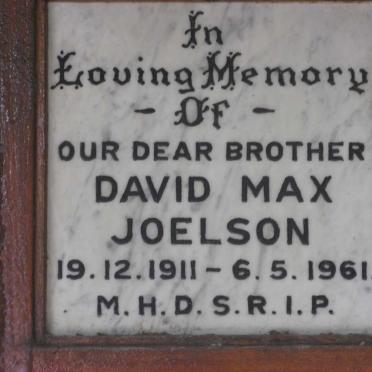 In
Loving Memory
- Of -
OUR DEAR BROTHER
DAVID MAX
JOELSON
19.12.1911 - 6.5.1961
M.H.D.S.R.I.P.